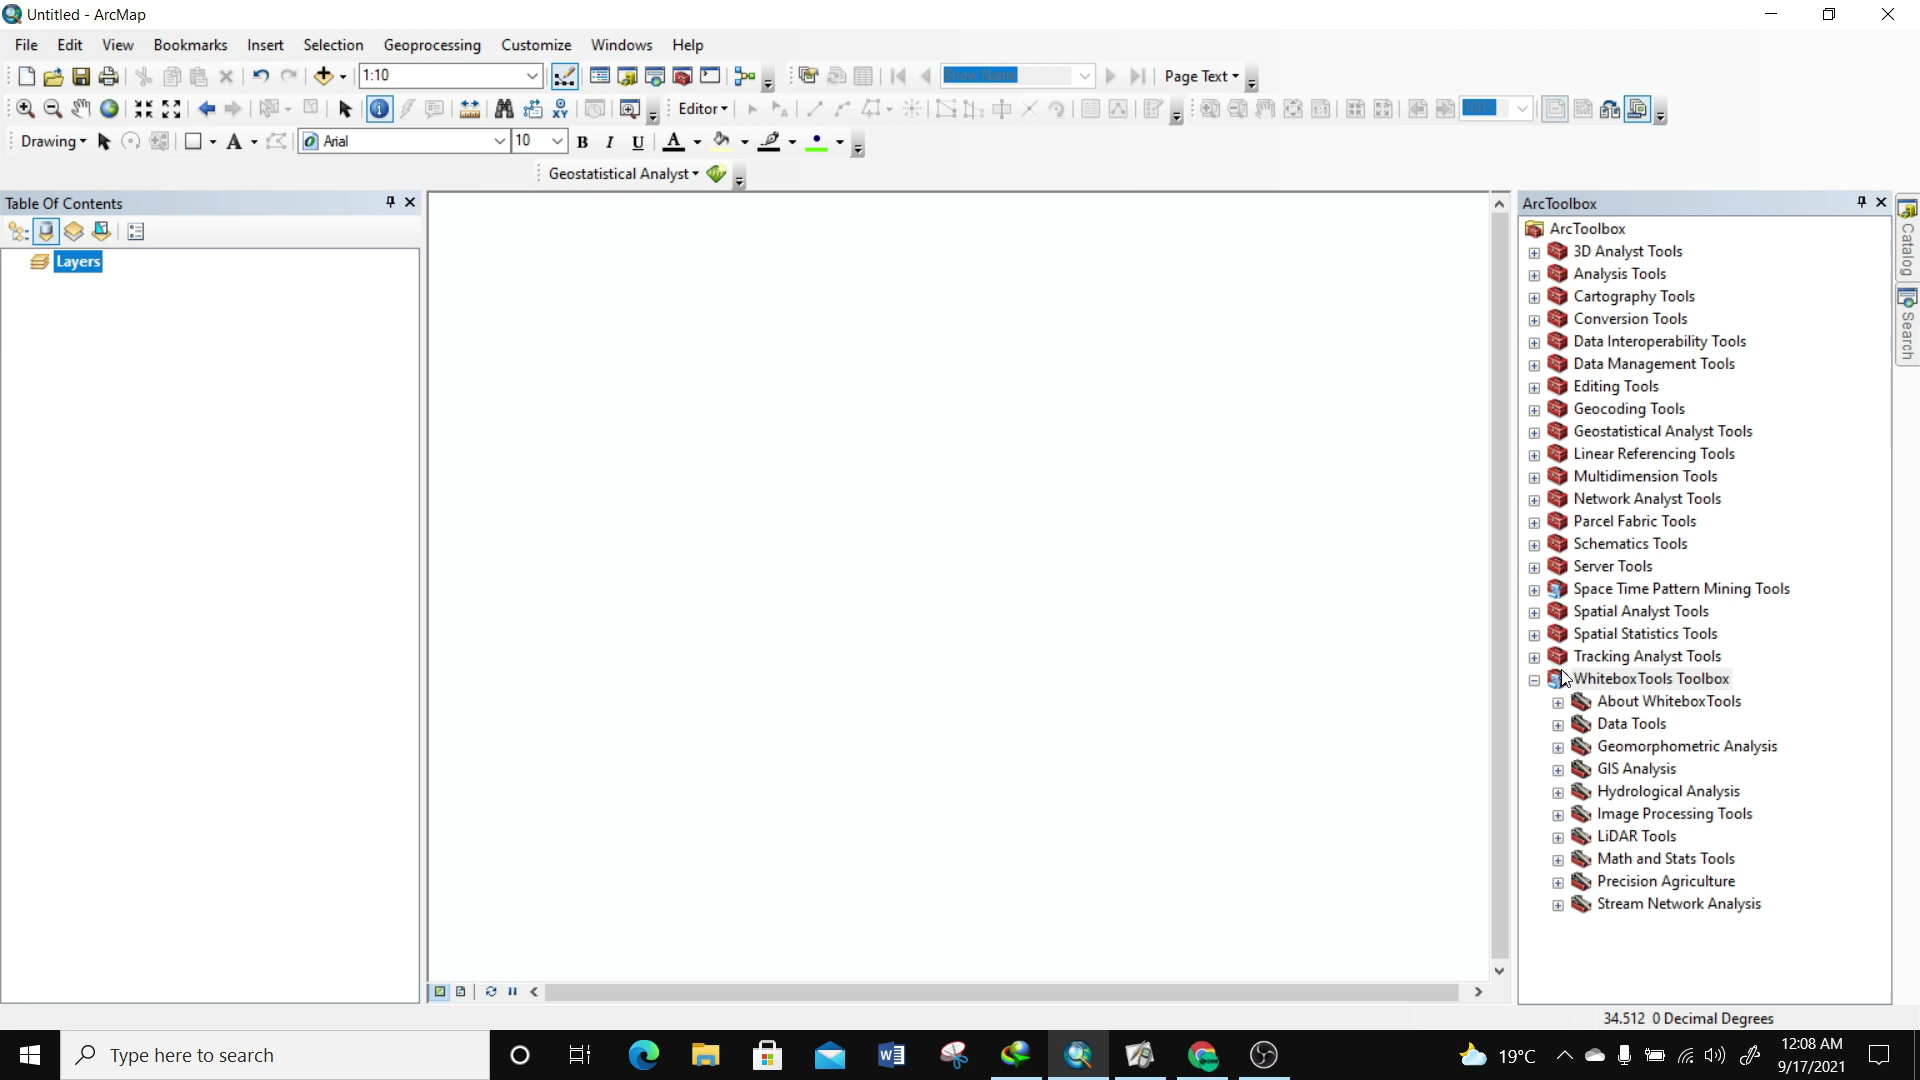 Untitled - ArcMap
File Edit View Bookmarks Insert Selection Geoprocessing Customize Windows Help
1:10 Show Name Page Text
Editor 100%
Drawing Arial 10 B I U A
Geostatistical Analyst
Table Of Contents
Layers
ArcToolbox
ArcToolbox
3D Analyst Tools
Analysis Tools
Cartography Tools
Conversion Tools
Data Interoperability Tools
Data Management Tools
Editing Tools
Geocoding Tools
Geostatistical Analyst Tools
Linear Referencing Tools
Multidimension Tools
Network Analyst Tools
Parcel Fabric Tools
Schematics Tools
Server Tools
Space Time Pattern Mining Tools
Spatial Analyst Tools
Spatial Statistics Tools
Tracking Analyst Tools
WhiteboxTools Toolbox
About WhiteboxTools
Data Tools
Geomorphometric Analysis
GIS Analysis
Hydrological Analysis
Image Processing Tools
LiDAR Tools
Math and Stats Tools
Precision Agriculture
Stream Network Analysis
Catalog
Search
34.512 0 Decimal Degrees
Type here to search
19°C
12:08 AM
9/17/2021